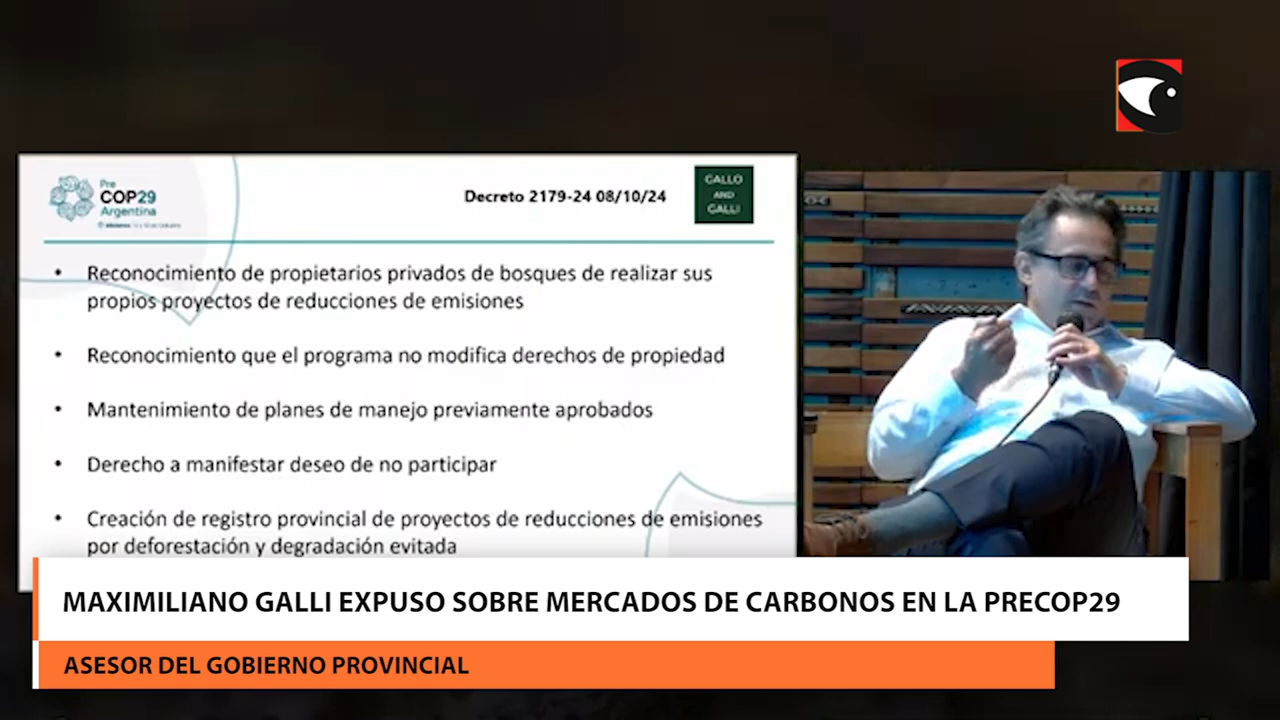 Pre
COP29
Argentina
Decreto 2179-24 08/10/24
GALLO
AND
GALLI
• Reconocimiento de propietarios privados de bosques de realizar sus
propios proyectos de reducciones de emisiones
• Reconocimiento que el programa no modifica derechos de propiedad
• Mantenimiento de planes de manejo previamente aprobados
• Derecho a manifestar deseo de no participar
• Creación de registro provincial de proyectos de reducciones de emisiones
por deforestación y degradación evitada
MAXIMILIANO GALLI EXPUSO SOBRE MERCADOS DE CARBONOS EN LA PRECOP29
ASESOR DEL GOBIERNO PROVINCIAL